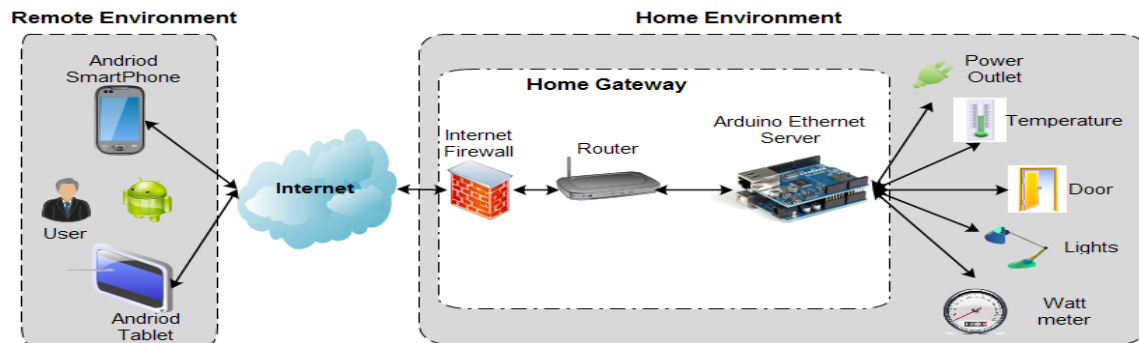 Remote Environment
Home Environment
Andriod
SmartPhone
User
Andriod
Tablet
Internet
Home Gateway
Internet
Firewall
Router
Arduino Ethernet
Server
Power
Outlet
Temperature
Door
Lights
Watt
meter